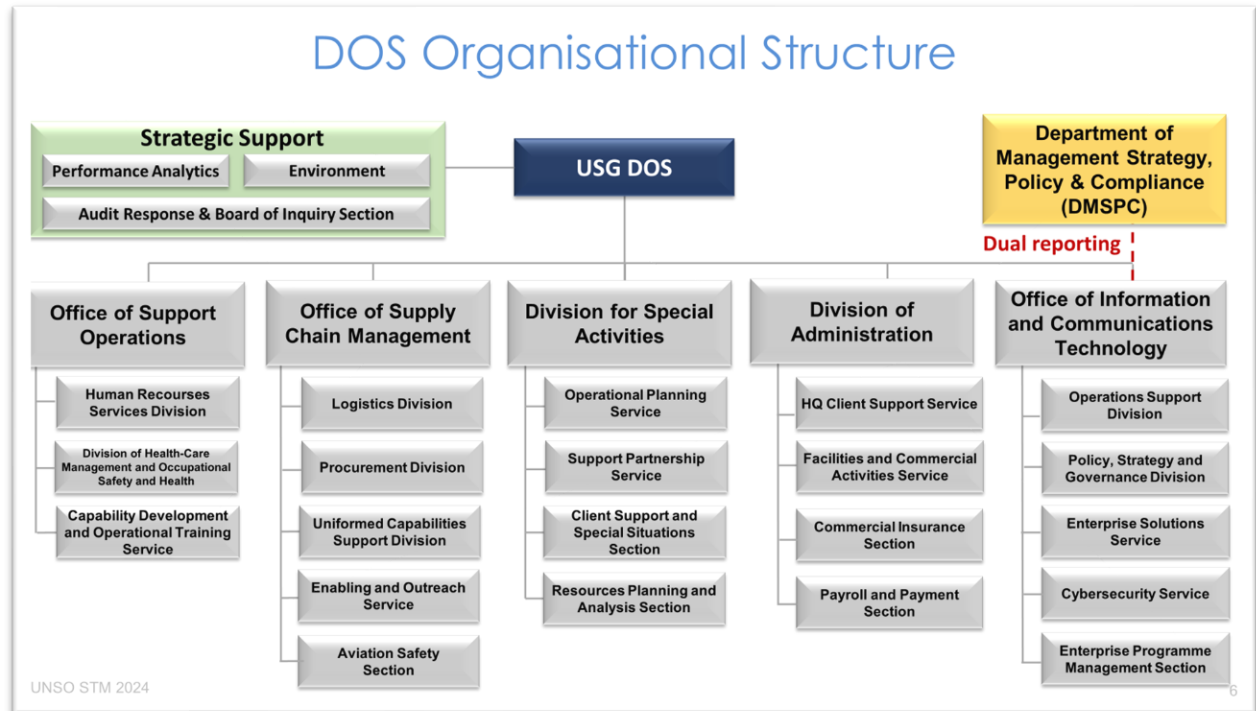 DOS Organisational Structure
Strategic Support
Performance Analytics
Environment
Audit Response & Board of Inquiry Section
USG DOS
Department of
Management Strategy,
Policy & Compliance
(DMSPC)
Dual reporting
Office of Support
Operations
Human Recourses
Services Division
Division of Health-Care
Management and Occupational
Safety and Health
Capability Development
and Operational Training
Service
Office of Supply
Chain Management
Logistics Division
Procurement Division
Uniformed Capabilities
Support Division
Enabling and Outreach
Service
Aviation Safety
Section
Division for Special
Activities
Operational Planning
Service
Support Partnership
Service
Client Support and
Special Situations
Section
Resources Planning and
Analysis Section
Division of
Administration
HQ Client Support Service
Facilities and Commercial
Activities Service
Commercial Insurance
Section
Payroll and Payment
Section
Office of Information
and Communications
Technology
Operations Support
Division
Policy, Strategy and
Governance Division
Enterprise Solutions
Service
Cybersecurity Service
Enterprise Programme
Management Section
UNSO STM 2024
6